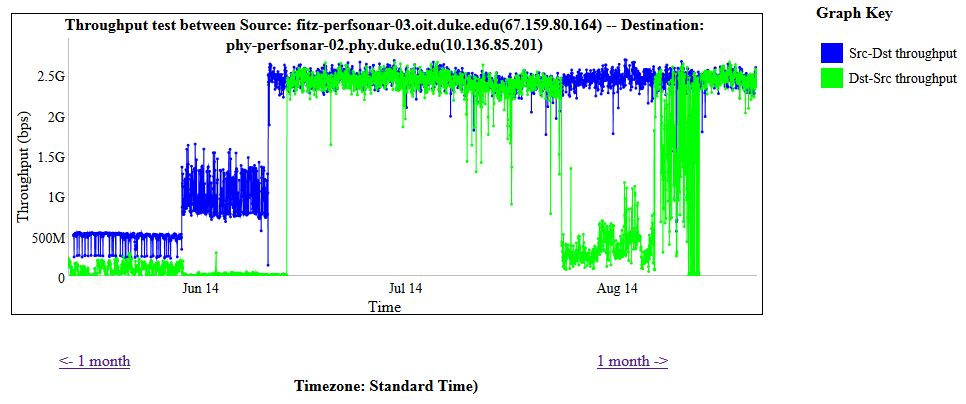 Throughput test between Source: fitz-perfsonar-03.oit.duke.edu(67.159.80.164) -- Destination:
phy-perfsonar-02.phy.duke.edu(10.136.85.201)
Graph Key
Src-Dst throughput
Dst-Src throughput
Throughput (bps)
2.5G
2G
1.5G
1G
500M
0
Jun 14
Jul 14
Aug 14
Time
<- 1 month
1 month ->
Timezone: Standard Time)